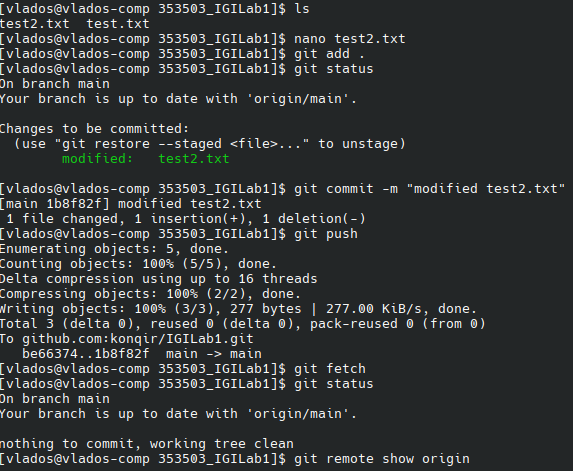 [vlados@vlados-comp 353503_IGILab1]$ ls
test2.txt  test.txt
[vlados@vlados-comp 353503_IGILab1]$ nano test2.txt
[vlados@vlados-comp 353503_IGILab1]$ git add .
[vlados@vlados-comp 353503_IGILab1]$ git status
On branch main
Your branch is up to date with 'origin/main'.

Changes to be committed:
  (use "git restore --staged <file>..." to unstage)
        modified:   test2.txt

[vlados@vlados-comp 353503_IGILab1]$ git commit -m "modified test2.txt"
[main 1b8f82f] modified test2.txt
 1 file changed, 1 insertion(+), 1 deletion(-)
[vlados@vlados-comp 353503_IGILab1]$ git push
Enumerating objects: 5, done.
Counting objects: 100% (5/5), done.
Delta compression using up to 16 threads
Compressing objects: 100% (2/2), done.
Writing objects: 100% (3/3), 277 bytes | 277.00 KiB/s, done.
Total 3 (delta 0), reused 0 (delta 0), pack-reused 0 (from 0)
To github.com:konqir/IGILab1.git
   be66374..1b8f82f  main -> main
[vlados@vlados-comp 353503_IGILab1]$ git fetch
[vlados@vlados-comp 353503_IGILab1]$ git status
On branch main
Your branch is up to date with 'origin/main'.

nothing to commit, working tree clean
[vlados@vlados-comp 353503_IGILab1]$ git remote show origin